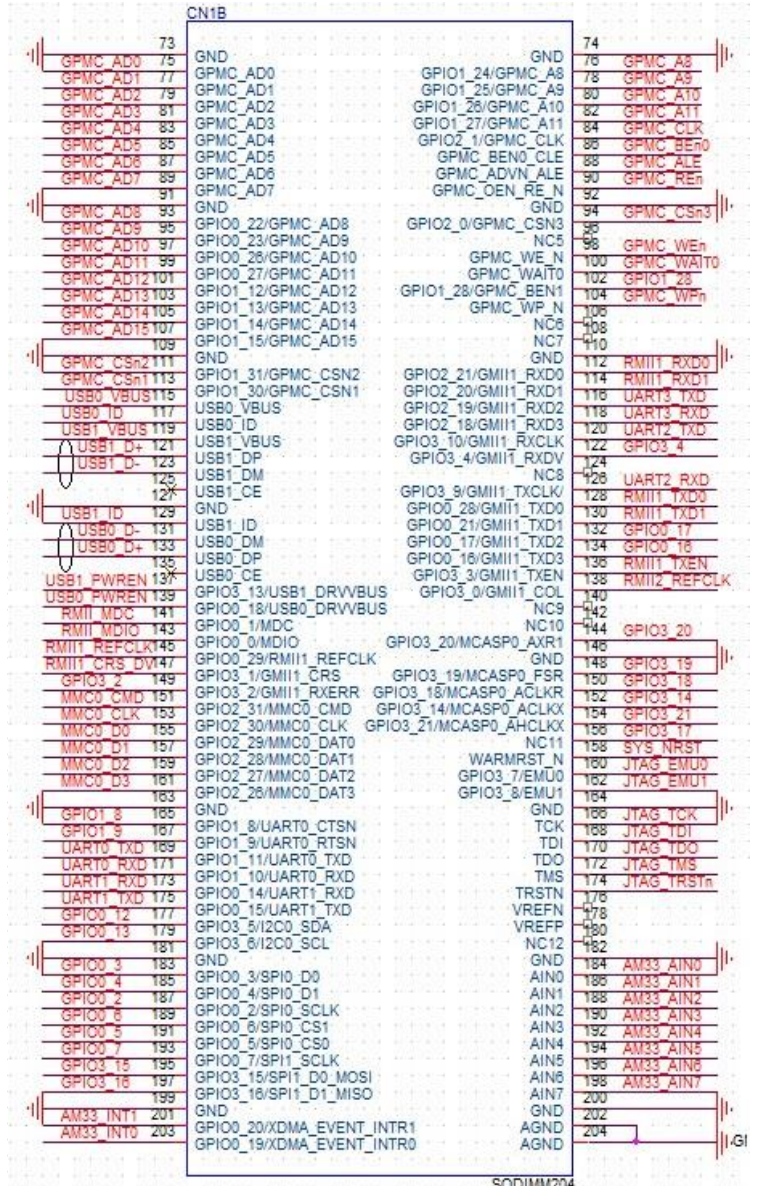 CN1B
73 GND GND 74
GPMC_AD0 75 GPMC_AD0 GPIO1_24/GPMC_A8 76 GPMC_A8
GPMC_AD1 77 GPMC_AD1 GPIO1_25/GPMC_A9 78 GPMC_A9
GPMC_AD2 79 GPMC_AD2 GPIO1_26/GPMC_A10 80 GPMC_A10
GPMC_AD3 81 GPMC_AD3 GPIO1_27/GPMC_A11 82 GPMC_A11
GPMC_AD4 83 GPMC_AD4 GPIO2_1/GPMC_CLK 84 GPMC_CLK
GPMC_AD5 85 GPMC_AD5 GPMC_BEN0_CLE 86 GPMC_BEn0
GPMC_AD6 87 GPMC_AD6 GPMC_ADVN_ALE 88 GPMC_ALE
GPMC_AD7 89 GPMC_AD7 GPMC_OEN_RE_N 90 GPMC_REn
91 GND GND 92
GPMC_AD8 93 GPIO0_22/GPMC_AD8 GPIO2_0/GPMC_CSN3 94 GPMC_CSn3
GPMC_AD9 95 GPIO0_23/GPMC_AD9 NC5 96
GPMC_AD10 97 GPIO0_26/GPMC_AD10 GPMC_WE_N 98 GPMC_WEn
GPMC_AD11 99 GPIO0_27/GPMC_AD11 GPMC_WAIT0 100 GPMC_WAIT0
GPMC_AD12 101 GPIO1_12/GPMC_AD12 GPIO1_28/GPMC_BEN1 102 GPIO1_28
GPMC_AD13 103 GPIO1_13/GPMC_AD13 GPMC_WP_N 104 GPMC_WPn
GPMC_AD14 105 GPIO1_14/GPMC_AD14 NC6 106
GPMC_AD15 107 GPIO1_15/GPMC_AD15 NC7 108
109 GND GND 110
GPMC_CSn2 111 GPIO1_31/GPMC_CSN2 GPIO2_21/GMII1_RXD0 112 RMII1_RXD0
GPMC_CSn1 113 GPIO1_30/GPMC_CSN1 GPIO2_20/GMII1_RXD1 114 RMII1_RXD1
USB0_VBUS 115 USB0_VBUS GPIO2_19/GMII1_RXD2 116 UART3_TXD
USB0_ID 117 USB0_ID GPIO2_18/GMII1_RXD3 118 UART3_RXD
USB1_VBUS 119 USB1_VBUS GPIO3_10/GMII1_RXCLK 120 UART2_TXD
USB1_D+ 121 USB1_DP GPIO3_4/GMII1_RXDV 122 GPIO3_4
USB1_D- 123 USB1_DM NC8 124
125 USB1_CE GPIO3_9/GMII1_TXCLK/ 126 UART2_RXD
127 GND GPIO0_28/GMII1_TXD0 128 RMII1_TXD0
USB1_ID 129 USB1_ID GPIO0_21/GMII1_TXD1 130 RMII1_TXD1
USB0_D- 131 USB0_DM GPIO0_17/GMII1_TXD2 132 GPIO0_17
USB0_D+ 133 USB0_DP GPIO0_16/GMII1_TXD3 134 GPIO0_16
135 USB0_CE GPIO3_3/GMII1_TXEN 136 RMII1_TXEN
USB1_PWREN 137 GPIO3_13/USB1_DRVVBUS GPIO3_0/GMII1_COL 138 RMII2_REFCLK
USB0_PWREN 139 GPIO0_18/USB0_DRVVBUS NC9 140
RMII_MDC 141 GPIO0_1/MDC NC10 142
RMII_MDIO 143 GPIO0_0/MDIO GPIO3_20/MCASP0_AXR1 144 GPIO3_20
RMII1_REFCLK 145 GPIO0_29/RMII1_REFCLK GND 146
RMII1_CRS_DV 147 GPIO3_1/GMII1_CRS GPIO3_19/MCASP0_FSR 148 GPIO3_19
GPIO3_2 149 GPIO3_2/GMII1_RXERR GPIO3_18/MCASP0_ACLKR 150 GPIO3_18
MMC0_CMD 151 GPIO2_31/MMC0_CMD GPIO3_14/MCASP0_ACLKX 152 GPIO3_14
MMC0_CLK 153 GPIO2_30/MMC0_CLK GPIO3_21/MCASP0_AHCLKX 154 GPIO3_21
MMC0_D0 155 GPIO2_29/MMC0_DAT0 NC11 156 GPIO3_17
MMC0_D1 157 GPIO2_28/MMC0_DAT1 WARMRST_N 158 SYS_NRST
MMC0_D2 159 GPIO2_27/MMC0_DAT2 GPIO3_7/EMU0 160 JTAG_EMU0
MMC0_D3 161 GPIO2_26/MMC0_DAT3 GPIO3_8/EMU1 162 JTAG_EMU1
163 GND GND 164
GPIO1_8 165 GPIO1_8/UART0_CTSN TCK 166 JTAG_TCK
GPIO1_9 167 GPIO1_9/UART0_RTSN TDI 168 JTAG_TDI
UART0_TXD 169 GPIO1_11/UART0_TXD TDO 170 JTAG_TDO
UART0_RXD 171 GPIO1_10/UART0_RXD TMS 172 JTAG_TMS
UART1_RXD 173 GPIO0_14/UART1_RXD TRSTN 174 JTAG_TRSTn
UART1_TXD 175 GPIO0_15/UART1_TXD VREFN 176
GPIO0_12 177 GPIO3_5/I2C0_SDA VREFP 178
GPIO0_13 179 GPIO3_6/I2C0_SCL NC12 180
181 GND GND 182
GPIO0_3 183 GPIO0_3/SPI0_D0 AIN0 184 AM33_AIN0
GPIO0_4 185 GPIO0_4/SPI0_D1 AIN1 186 AM33_AIN1
GPIO0_2 187 GPIO0_2/SPI0_SCLK AIN2 188 AM33_AIN2
GPIO0_6 189 GPIO0_6/SPI0_CS1 AIN3 190 AM33_AIN3
GPIO0_5 191 GPIO0_5/SPI0_CS0 AIN4 192 AM33_AIN4
GPIO0_7 193 GPIO0_7/SPI1_SCLK AIN5 194 AM33_AIN5
GPIO3_15 195 GPIO3_15/SPI1_D0_MOSI AIN6 196 AM33_AIN6
GPIO3_16 197 GPIO3_16/SPI1_D1_MISO AIN7 198 AM33_AIN7
199 GND GND 200
AM33_INT1 201 GPIO0_20/XDMA_EVENT_INTR1 AGND 202
AM33_INT0 203 GPIO0_19/XDMA_EVENT_INTR0 AGND 204
SODIMM204